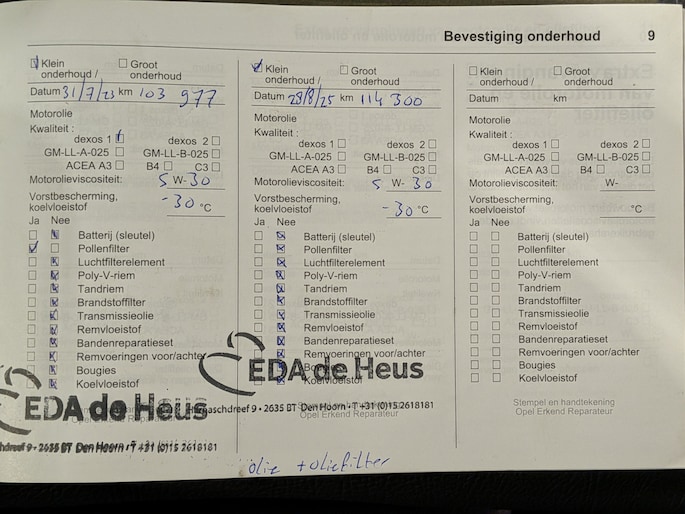 Bevestiging onderhoud 9
Klein onderhoud / Groot onderhoud
Datum 31/7/23 km 103 977
Motorolie
Kwaliteit :
dexos 1 dexos 2
GM-LL-A-025 GM-LL-B-025
ACEA A3 B4 C3
Motorolieviscositeit: 5 W-30
Vorstbescherming,
koelvloeistof -30 °C
Ja Nee
Batterij (sleutel)
Pollenfilter
Luchtfilterelement
Poly-V-riem
Tandriem
Brandstoffilter
Transmissieolie
Remvloeistof
Bandenreparatieset
Remvoeringen voor/achter
Bougies
Koelvloeistof
EDA de Heus
9 • 2635 BT Den Hoorn • T +31 (0)15 2618181
Klein onderhoud / Groot onderhoud
Datum 28/8/25 km 114 300
Motorolie
Kwaliteit :
dexos 1 dexos 2
GM-LL-A-025 GM-LL-B-025
ACEA A3 B4 C3
Motorolieviscositeit: 5 W-30
Vorstbescherming,
koelvloeistof -30 °C
Ja Nee
Batterij (sleutel)
Pollenfilter
Luchtfilterelement
Poly-V-riem
Tandriem
Brandstoffilter
Transmissieolie
Remvloeistof
Bandenreparatieset
Remvoeringen voor/achter
Koelvloeistof
EDA de Heus
9 • 2635 BT Den Hoorn • T +31 (0)15 2618181
Opel Erkend Reparateur
olie + oliefilter
Klein onderhoud / Groot onderhoud
Datum km
Motorolie
Kwaliteit :
dexos 1 dexos 2
GM-LL-A-025 GM-LL-B-025
ACEA A3 B4 C3
Motorolieviscositeit: W-
Vorstbescherming,
koelvloeistof °C
Ja Nee
Batterij (sleutel)
Pollenfilter
Luchtfilterelement
Poly-V-riem
Tandriem
Brandstoffilter
Transmissieolie
Remvloeistof
Bandenreparatieset
Remvoeringen voor/achter
Bougies
Koelvloeistof
Stempel en handtekening
Opel Erkend Reparateur